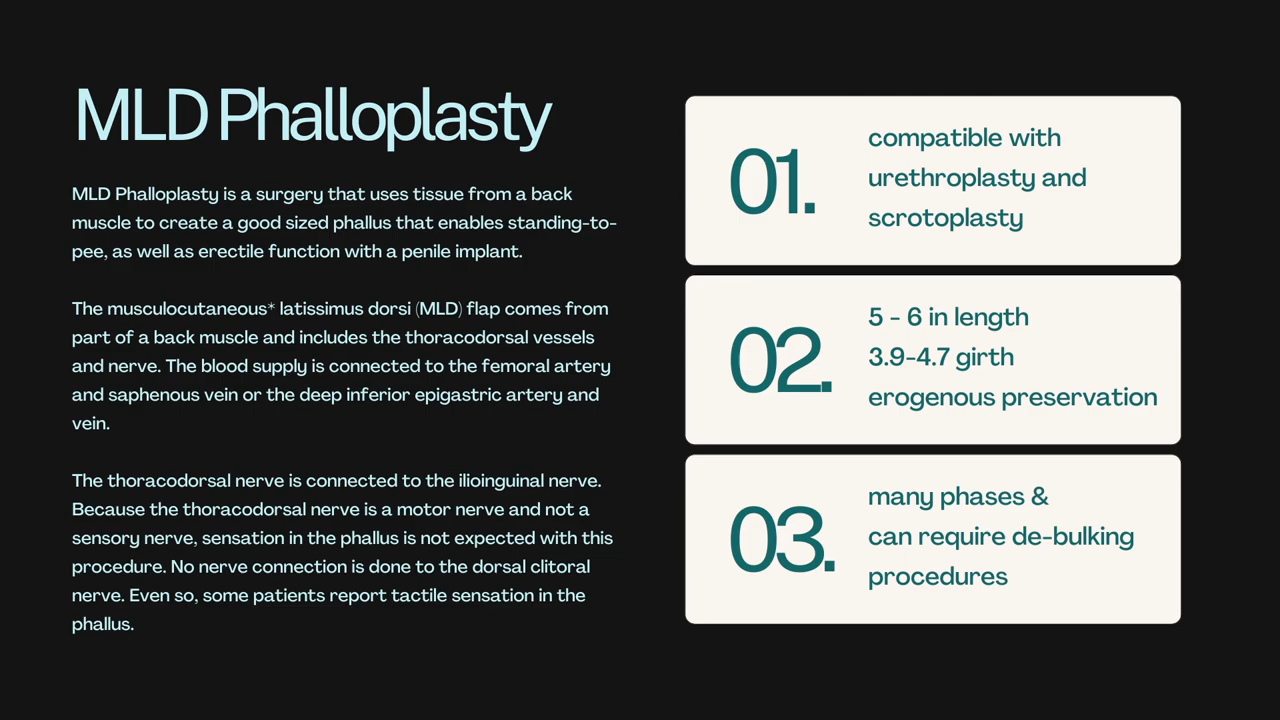 MLD Phalloplasty
MLD Phalloplasty is a surgery that uses tissue from a back
muscle to create a good sized phallus that enables standing-to-
pee, as well as erectile function with a penile implant.
The musculocutaneous* latissimus dorsi (MLD) flap comes from
part of a back muscle and includes the thoracodorsal vessels
and nerve. The blood supply is connected to the femoral artery
and saphenous vein or the deep inferior epigastric artery and
vein.
The thoracodorsal nerve is connected to the ilioinguinal nerve.
Because the thoracodorsal nerve is a motor nerve and not a
sensory nerve, sensation in the phallus is not expected with this
procedure. No nerve connection is done to the dorsal clitoral
nerve. Even so, some patients report tactile sensation in the
phallus.
01.
compatible with
urethroplasty and
scrotoplasty
02.
5 - 6 in length
3.9-4.7 girth
erogenous preservation
03.
many phases &
can require de-bulking
procedures